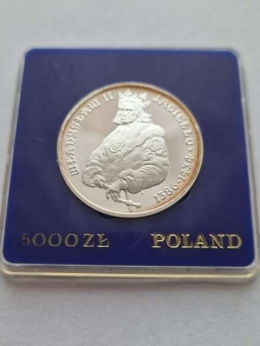 WŁADYSŁAW II JAGIEŁŁO
1386-1434
5000 ZŁ POLAND